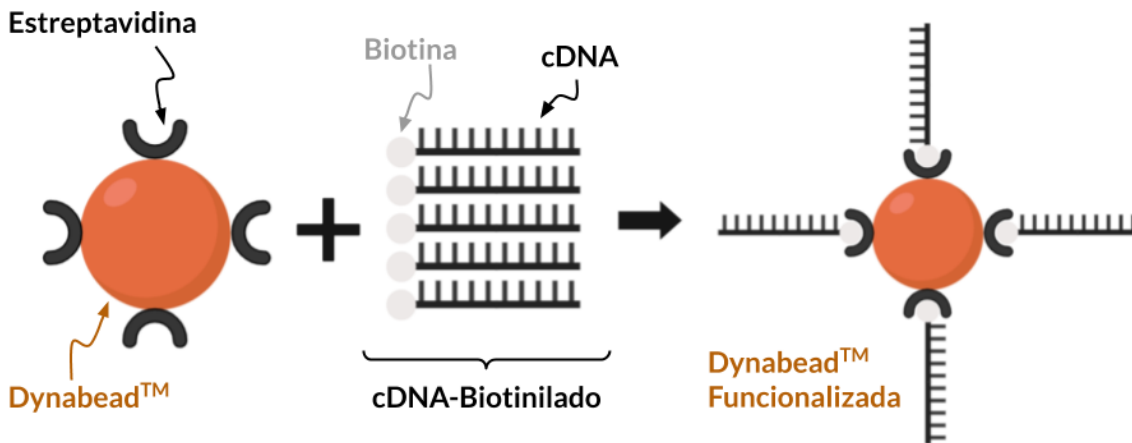 Estreptavidina
Biotina
cDNA
Dynabead™
cDNA-Biotinilado
Dynabead™
Funcionalizada